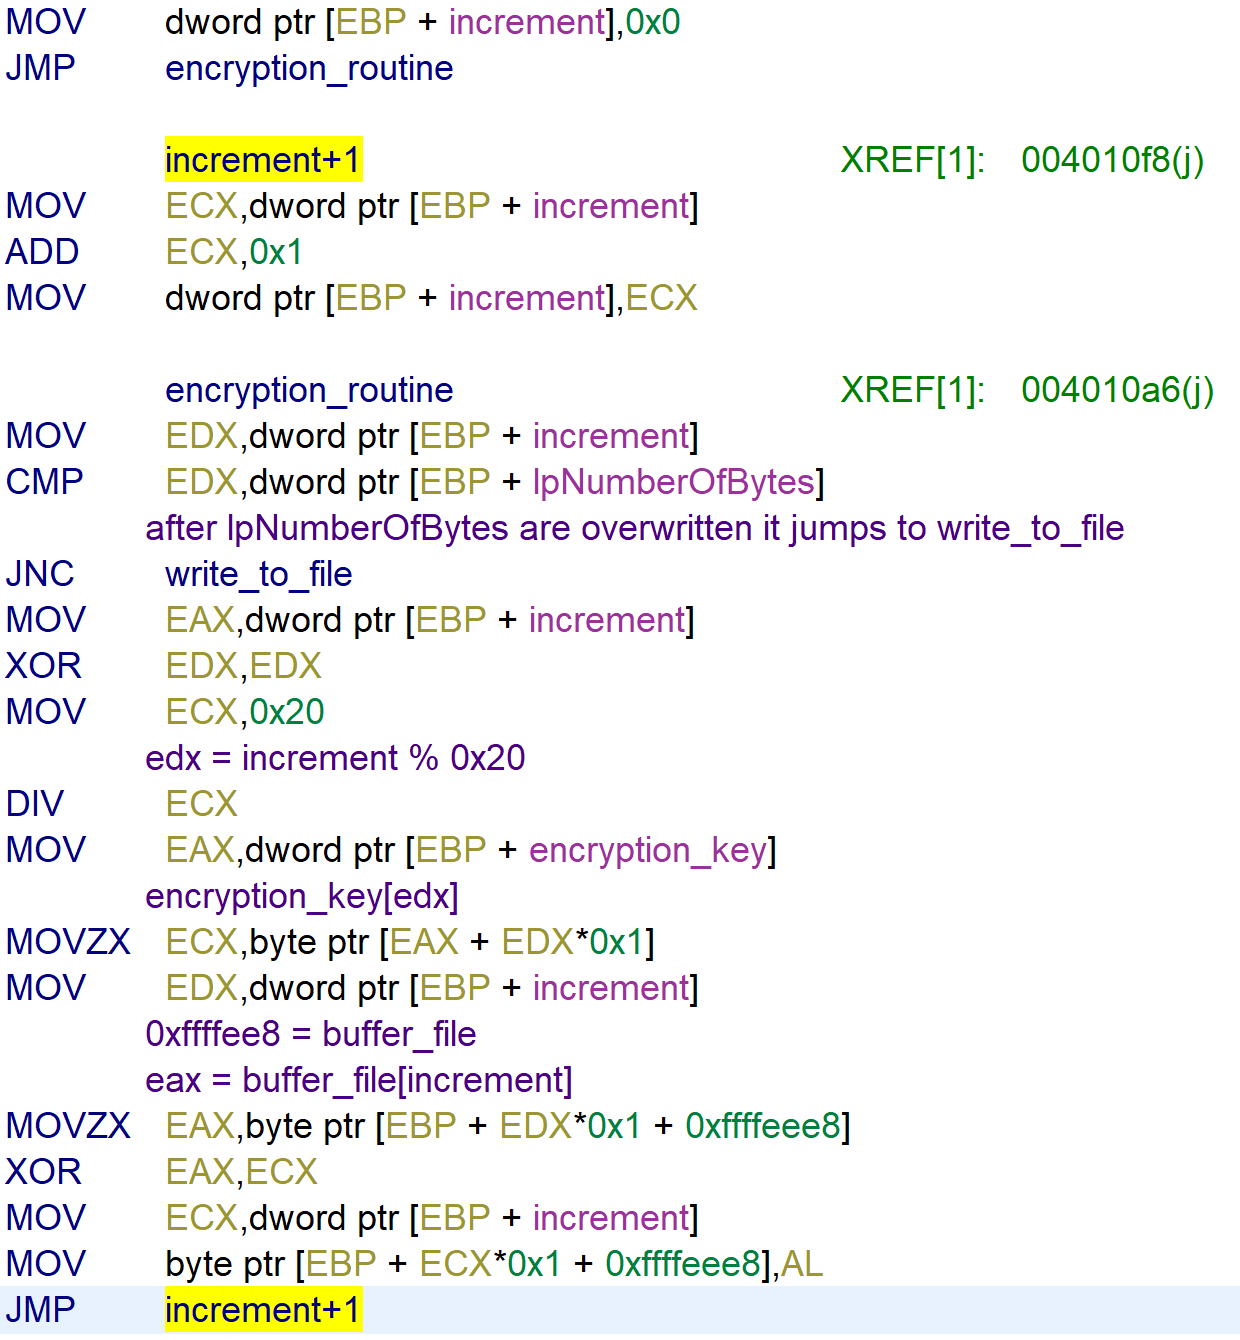 MOV dword ptr [EBP + increment],0x0
JMP encryption_routine
increment+1 XREF[1]: 004010f8(j)
MOV ECX,dword ptr [EBP + increment]
ADD ECX,0x1
MOV dword ptr [EBP + increment],ECX
encryption_routine XREF[1]: 004010a6(j)
MOV EDX,dword ptr [EBP + increment]
CMP EDX,dword ptr [EBP + lpNumberOfBytes]
after lpNumberOfBytes are overwritten it jumps to write_to_file
JNC write_to_file
MOV EAX,dword ptr [EBP + increment]
XOR EDX,EDX
MOV ECX,0x20
edx = increment % 0x20
DIV ECX
MOV EAX,dword ptr [EBP + encryption_key]
encryption_key[edx]
MOVZX ECX,byte ptr [EAX + EDX*0x1]
MOV EDX,dword ptr [EBP + increment]
0xffffee8 = buffer_file
eax = buffer_file[increment]
MOVZX EAX,byte ptr [EBP + EDX*0x1 + 0xffffeee8]
XOR EAX,ECX
MOV ECX,dword ptr [EBP + increment]
MOV byte ptr [EBP + ECX*0x1 + 0xffffeee8],AL
JMP increment+1